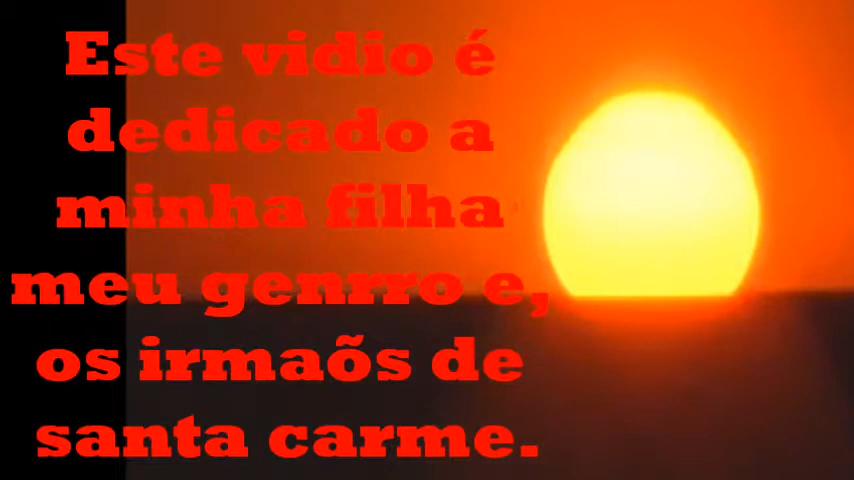 Este vidio é
dedicado a
minha filha
meu genrro e,
os irmaõs de
santa carme.